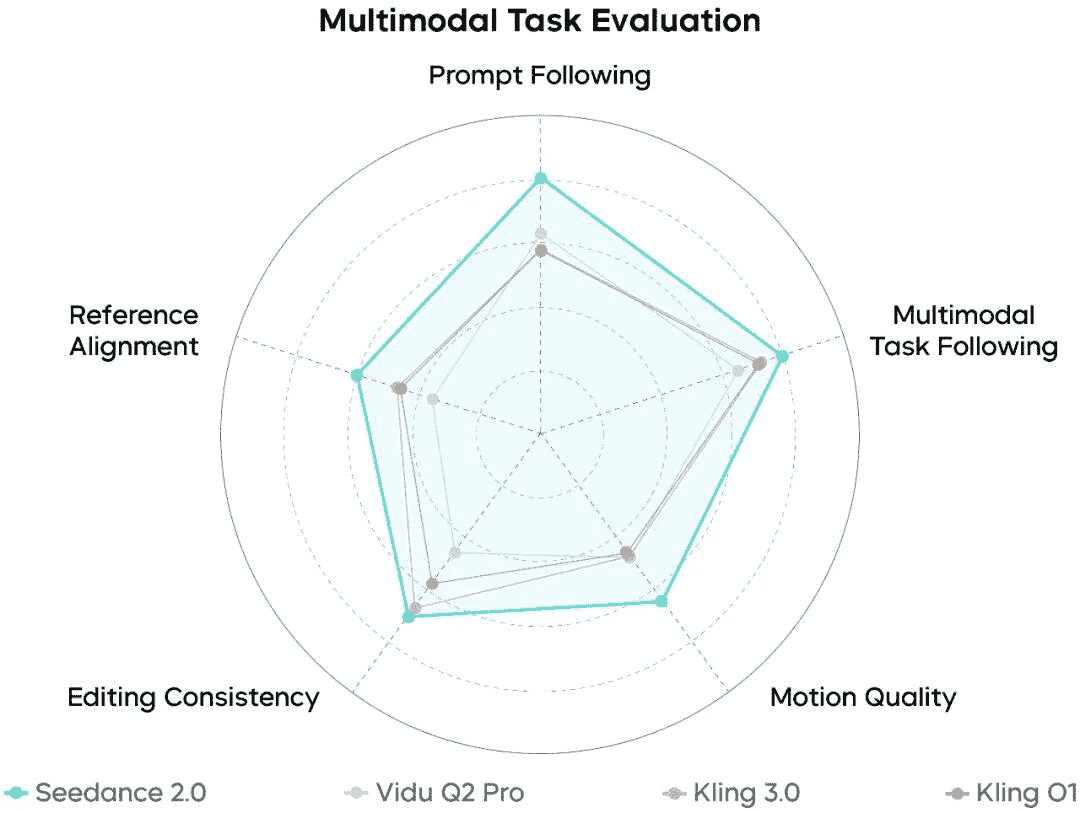 Multimodal Task Evaluation
Prompt Following
Reference
Alignment
Multimodal
Task Following
Editing Consistency
Motion Quality
Seedance 2.0
Vidu Q2 Pro
Kling 3.0
Kling O1